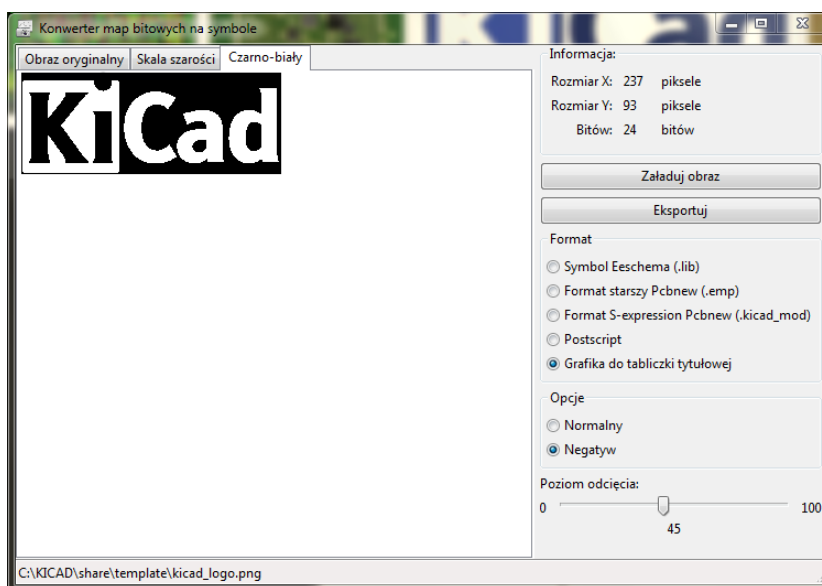 Konwerter map bitowych na symbole
Obraz oryginalny Skala szarości Czarno-biały
KiCad
Informacja:
Rozmiar X: 237 piksele
Rozmiar Y: 93 piksele
Bitów: 24 bitów
Załaduj obraz
Eksportuj
Format
Symbol Eeschema (.lib)
Format starszy Pcbnew (.emp)
Format S-expression Pcbnew (.kicad_mod)
Postscript
Grafika do tabliczki tytułowej
Opcje
Normalny
Negatyw
Poziom odcięcia:
0 100
45
C:\KICAD\share\template\kicad_logo.png